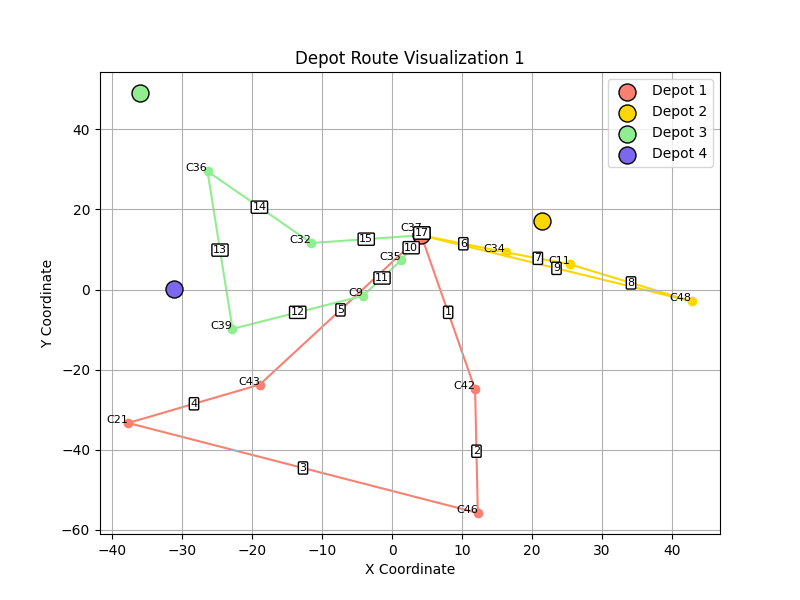 Depot Route Visualization 1
Depot 1
Depot 2
Depot 3
Depot 4
C36
14
C37
17
C32
15
10
6
C34
13
7
C11
9
C35
11
8
C48
C9
12
5
1
C39
C43
C42
4
C21
2
3
C46
40
20
0
−20
−40
−60
Y Coordinate
−40
−30
−20
−10
0
10
20
30
40
X Coordinate